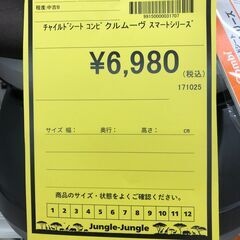 程度:中古B
9915000003170?
チャイルドシート コンビ クルムーヴ スマートシリーズ
¥6,980(税込)
171025
サイズ 幅: 奥行: 高さ: cm
商品のサイズ・状態をよくご確認ください。
1 2 3 4 5 6 7 8 9 10 11 12
Jungle-Jungle